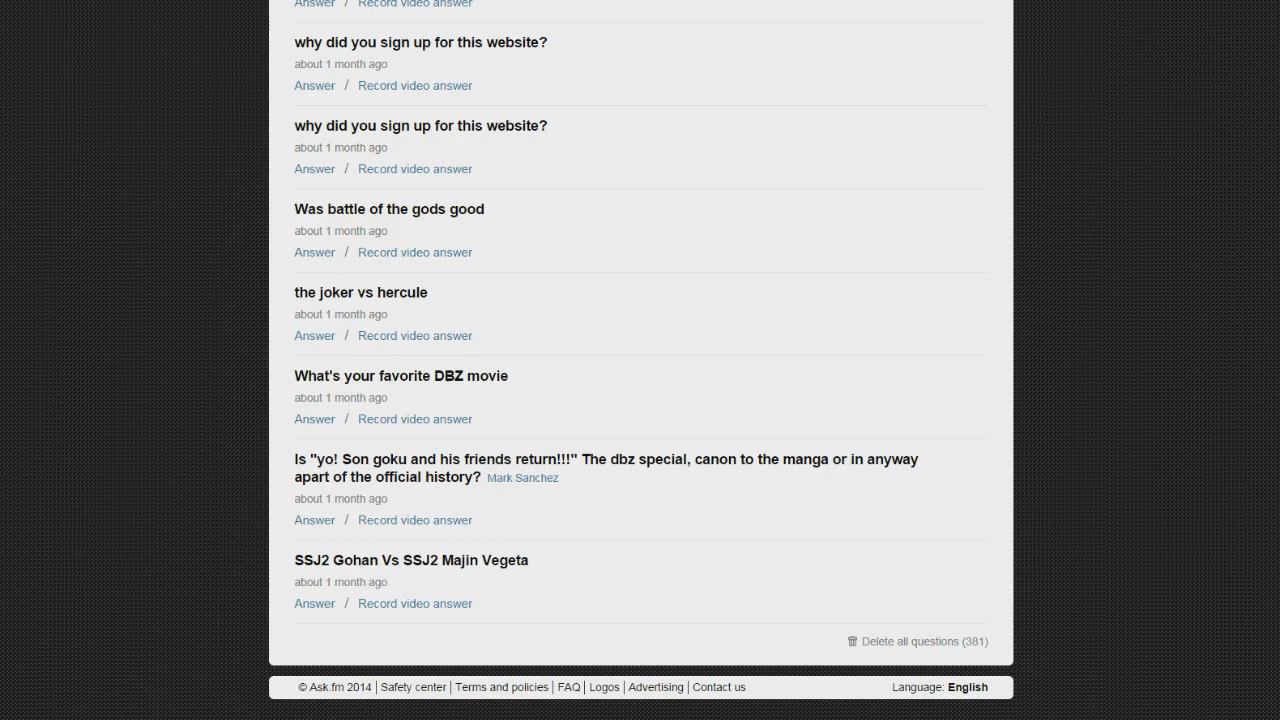 Answer / Record video answer
why did you sign up for this website?
about 1 month ago
Answer / Record video answer
why did you sign up for this website?
about 1 month ago
Answer / Record video answer
Was battle of the gods good
about 1 month ago
Answer / Record video answer
the joker vs hercule
about 1 month ago
Answer / Record video answer
What's your favorite DBZ movie
about 1 month ago
Answer / Record video answer
Is "yo! Son goku and his friends return!!!" The dbz special, canon to the manga or in anyway
apart of the official history? Mark Sanchez
about 1 month ago
Answer / Record video answer
SSJ2 Gohan Vs SSJ2 Majin Vegeta
about 1 month ago
Answer / Record video answer
Delete all questions (381)
© Ask.fm 2014 | Safety center | Terms and policies | FAQ | Logos | Advertising | Contact us Language: English